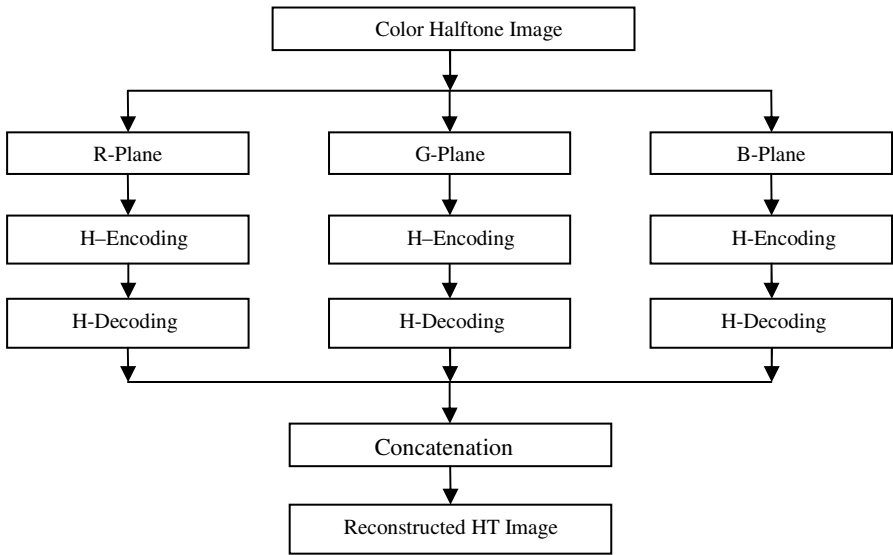 Color Halftone Image
R-Plane
G-Plane
B-Plane
H–Encoding
H–Encoding
H-Encoding
H-Decoding
H-Decoding
H-Decoding
Concatenation
Reconstructed HT Image